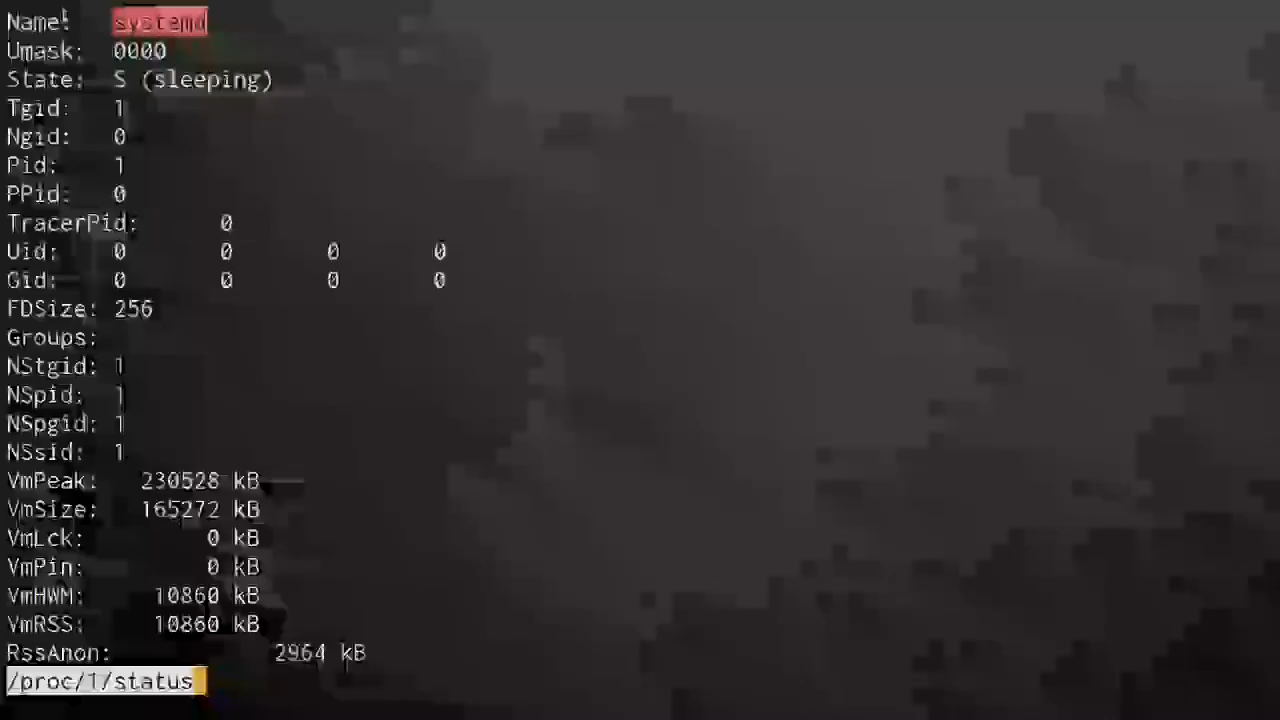 Name: systemd
Umask: 0000
State: S (sleeping)
Tgid: 1
Ngid: 0
Pid: 1
PPid: 0
TracerPid: 0
Uid: 0 0 0 0
Gid: 0 0 0 0
FDSize: 256
Groups:
NStgid: 1
NSpid: 1
NSpgid: 1
NSsid: 1
VmPeak: 230528 kB
VmSize: 165272 kB
VmLck: 0 kB
VmPin: 0 kB
VmHWM: 10860 kB
VmRSS: 10860 kB
RssAnon: 2964 kB
/proc/1/status